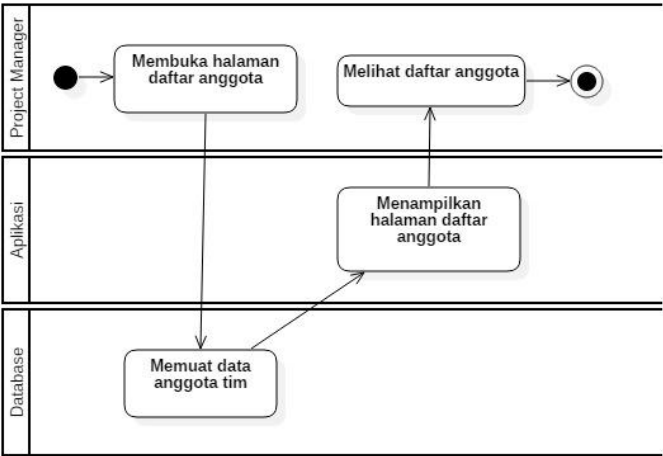 Project Manager
Membuka halaman
daftar anggota
Melihat daftar anggota
Aplikasi
Menampilkan
halaman daftar
anggota
Database
Memuat data
anggota tim